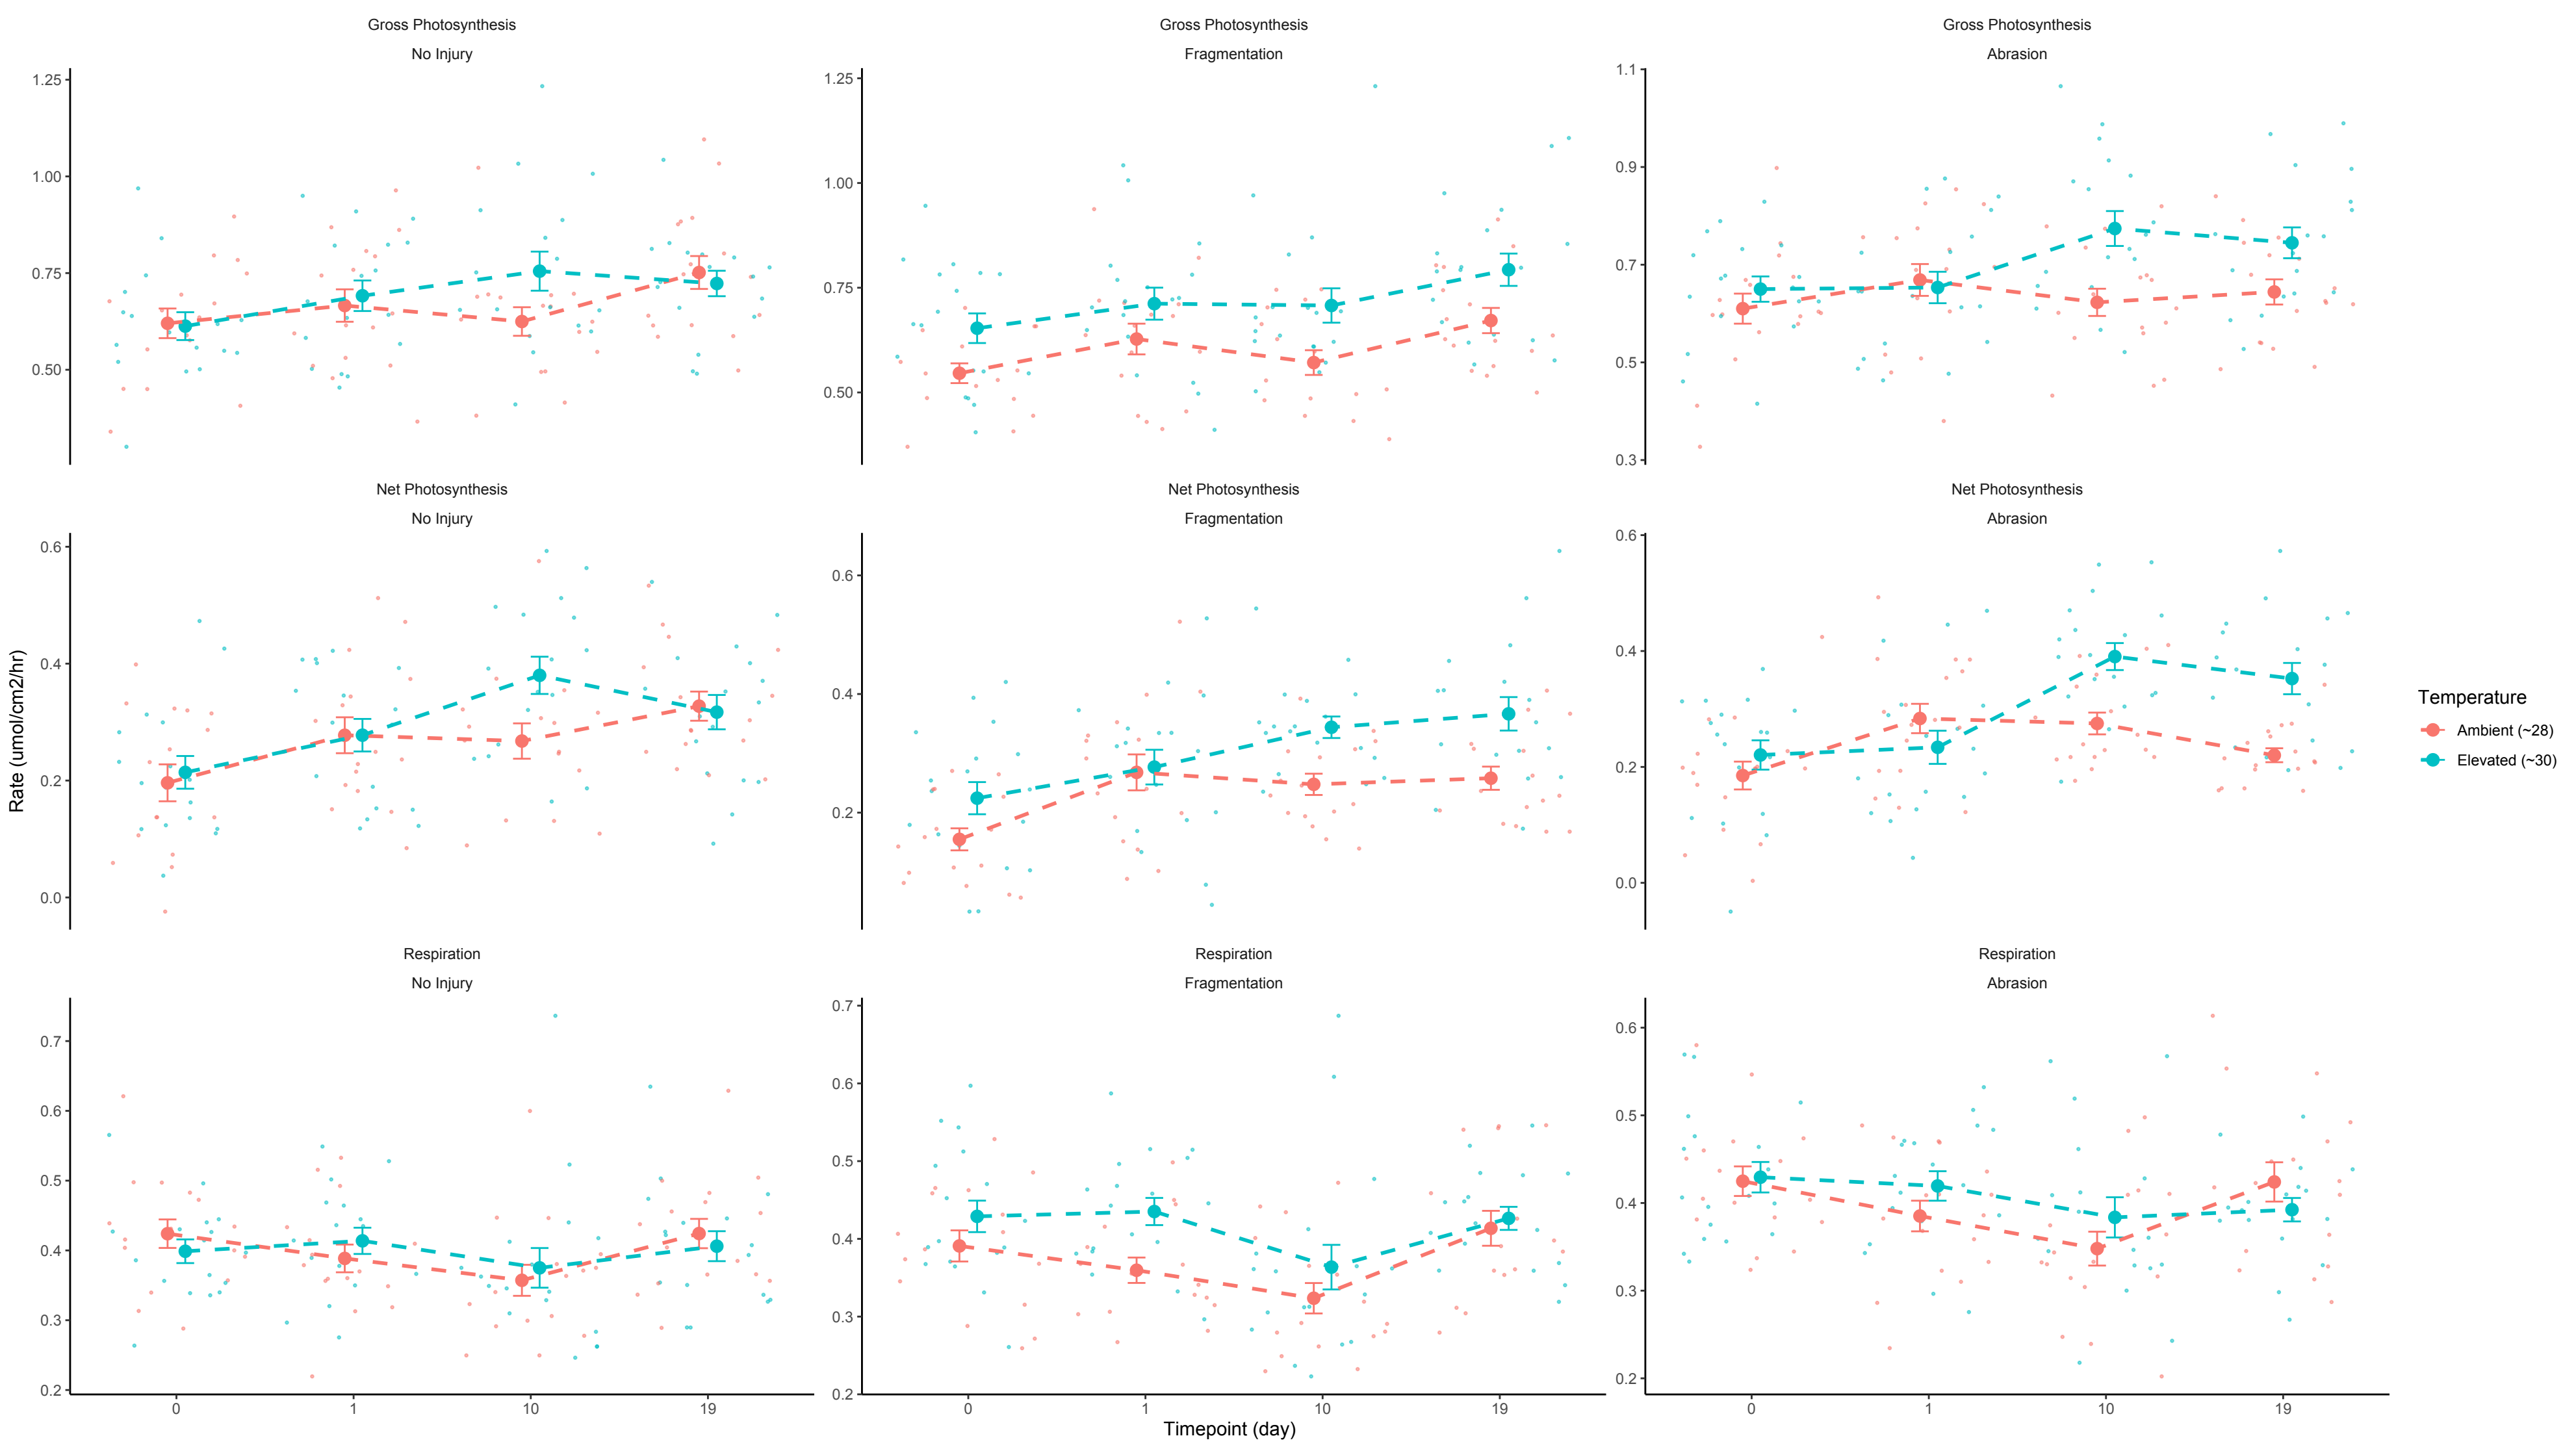 Gross Photosynthesis
No Injury
1.25
1.00
0.75
0.50
Gross Photosynthesis
Fragmentation
1.25
1.00
0.75
0.50
Gross Photosynthesis
Abrasion
1.1
0.9
0.7
0.5
0.3
Rate (umol/cm2/hr)
Net Photosynthesis
No Injury
0.6
0.4
0.2
0.0
Net Photosynthesis
Fragmentation
0.6
0.4
0.2
Net Photosynthesis
Abrasion
0.6
0.4
0.2
0.0
Temperature
Ambient (~28)
Elevated (~30)
Respiration
No Injury
0.7
0.6
0.5
0.4
0.3
0.2
0 1 10 19
Respiration
Fragmentation
0.7
0.6
0.5
0.4
0.3
0.2
0 1 10 19
Respiration
Abrasion
0.6
0.5
0.4
0.3
0.2
0 1 10 19
Timepoint (day)